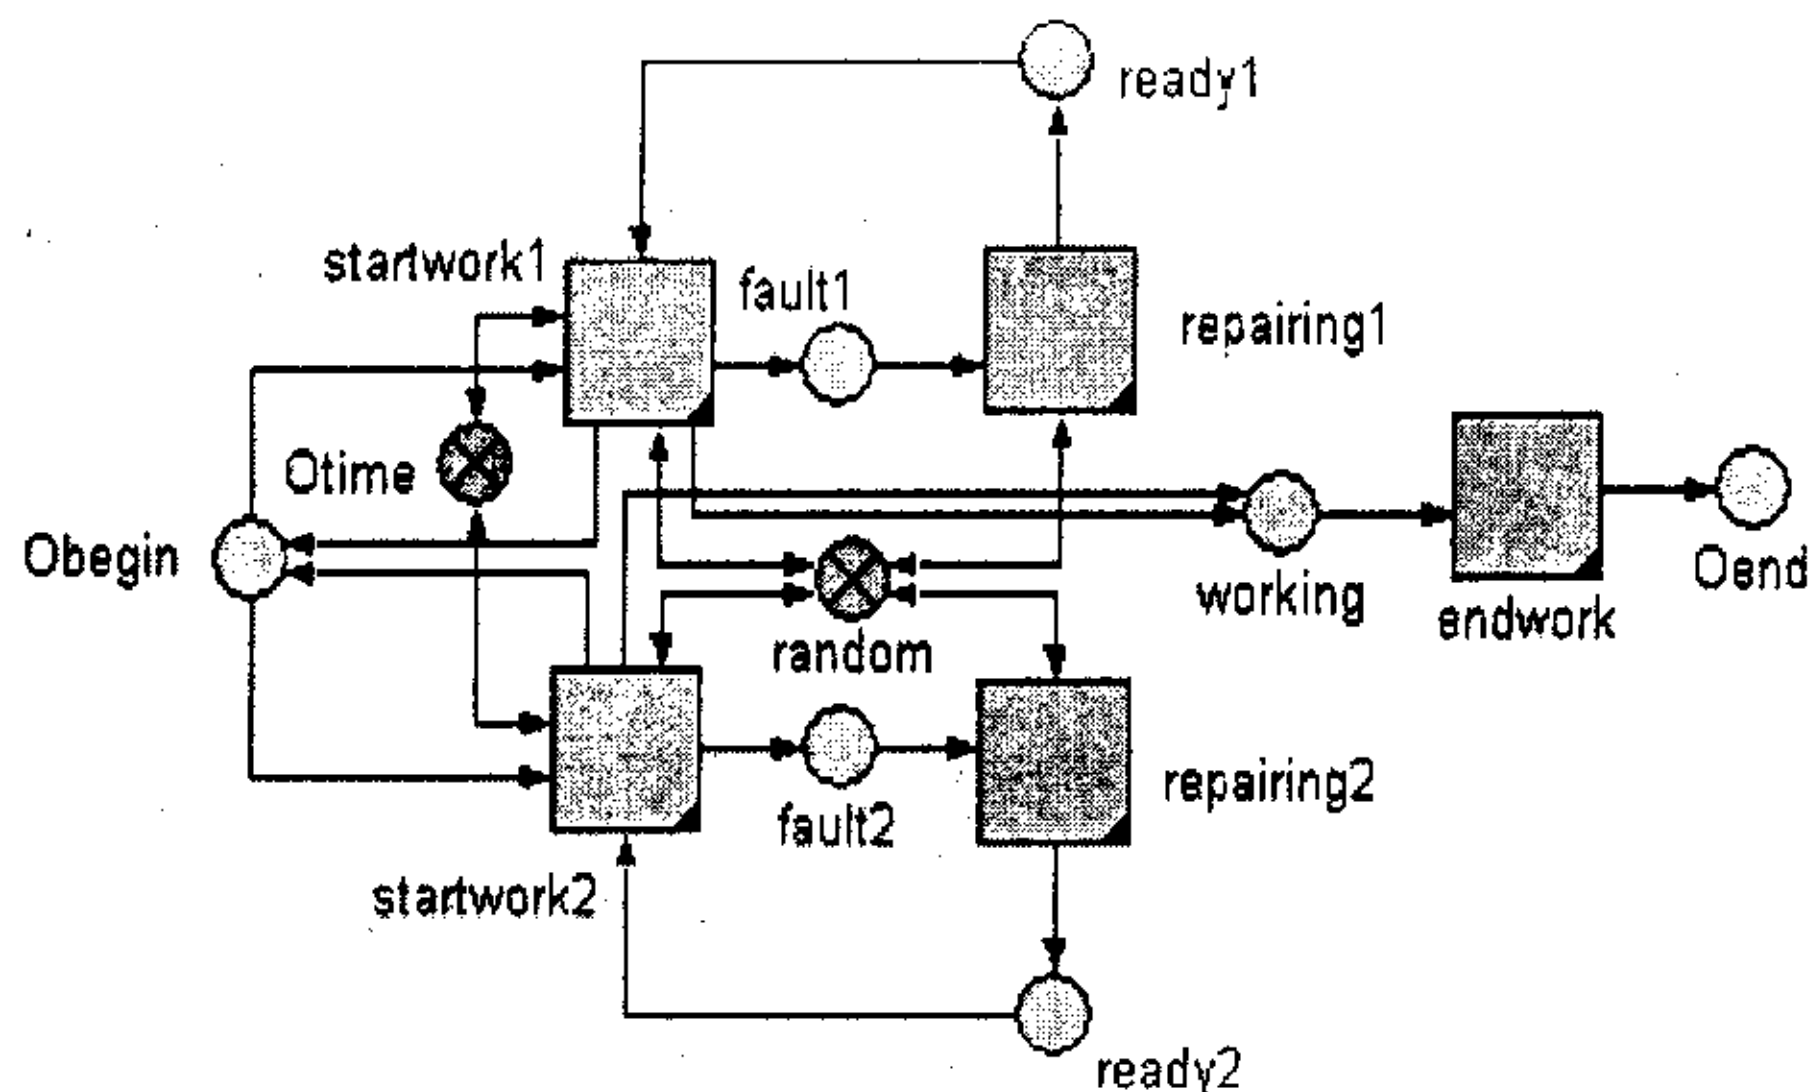 ready1
startwork1
fault1
repairing1
Otime
Obegin
working
endwork
Oend
random
repairing2
fault2
startwork2
ready2